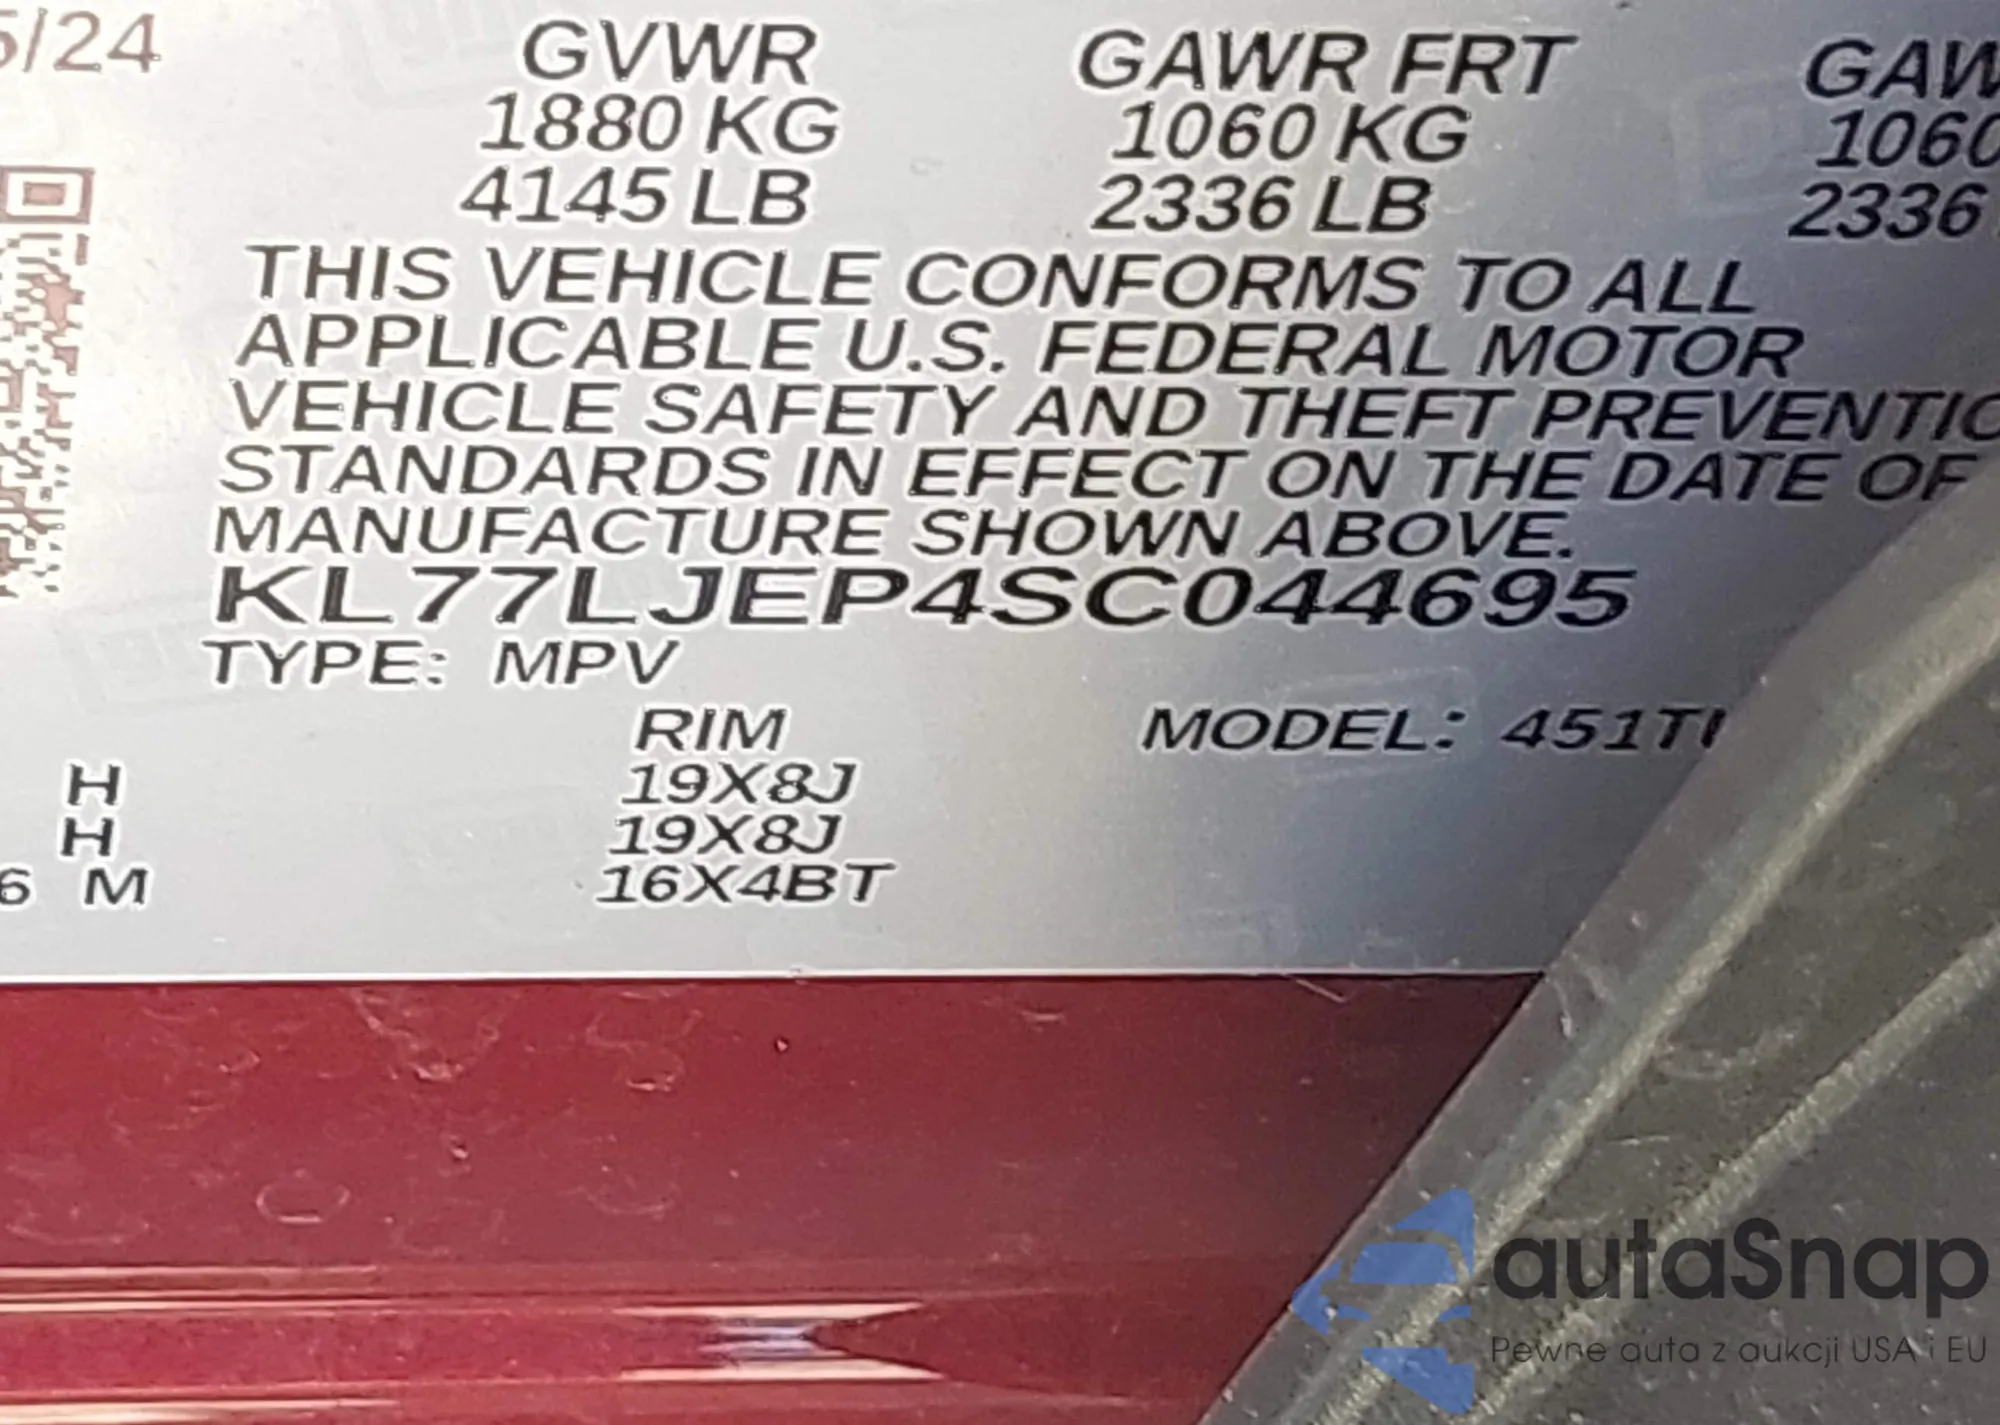 5/24 GVWR GAWR FRT GAW
1880 KG 1060 KG 1060
4145 LB 2336 LB 2336
THIS VEHICLE CONFORMS TO ALL
APPLICABLE U.S. FEDERAL MOTOR
VEHICLE SAFETY AND THEFT PREVENTIO
STANDARDS IN EFFECT ON THE DATE OF
MANUFACTURE SHOWN ABOVE.
KL77LJEP4SC044695
TYPE: MPV
RIM MODEL: 451T
H 19X8J
H 19X8J
6 M 16X4BT
autaSnap
Pewne auta z aukcji USA i EU